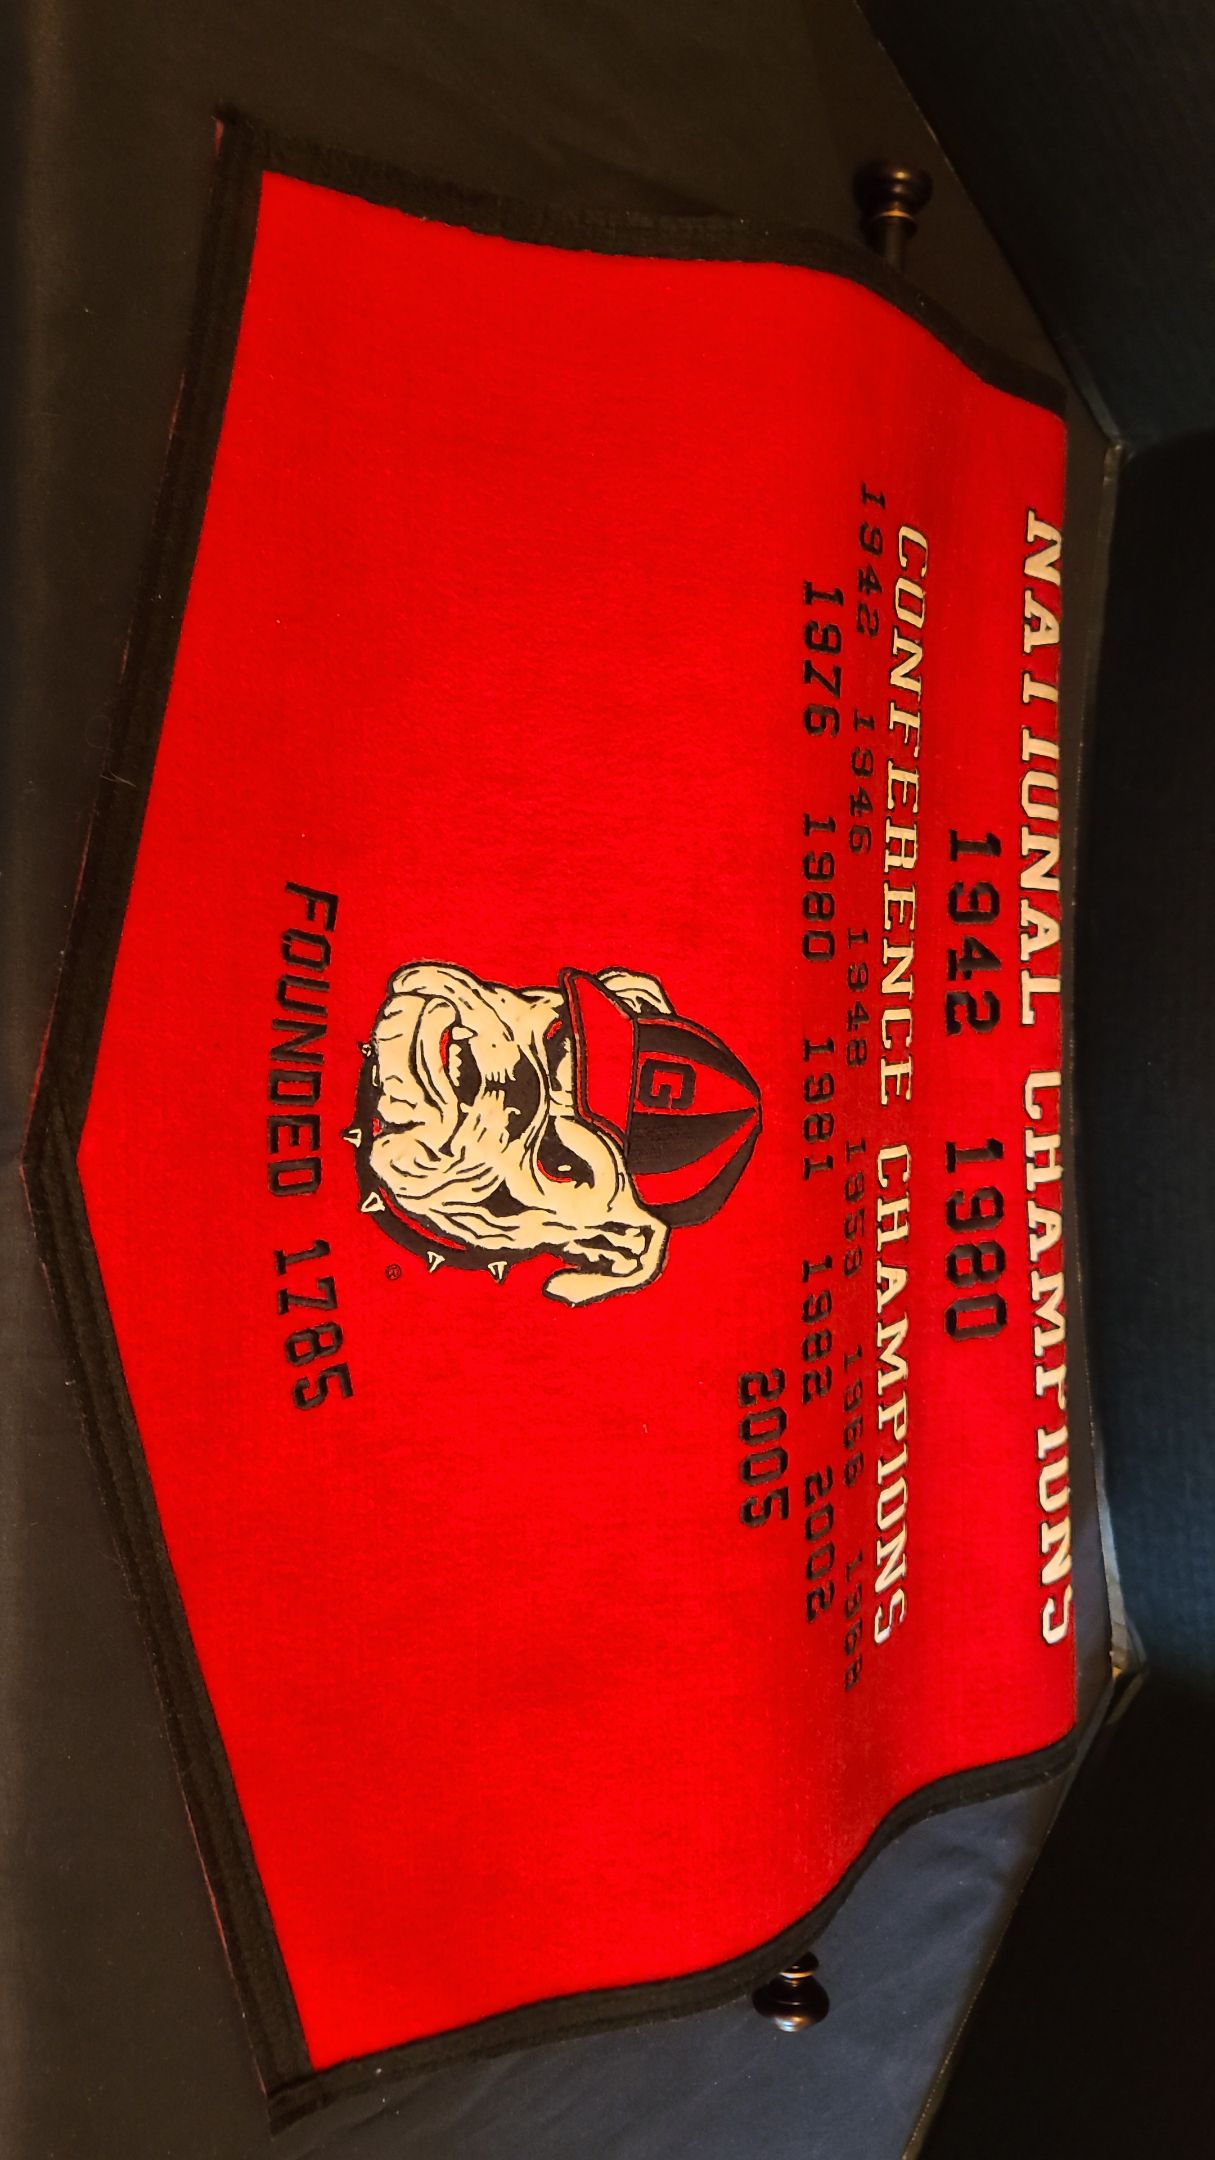 NATIONAL CHAMPIONS
1942 1980
CONFERENCE CHAMPIONS
1942 1946 1948 1959 1966 1968
1976 1980 1981 1982 2002
2005
G
®
FOUNDED 1785